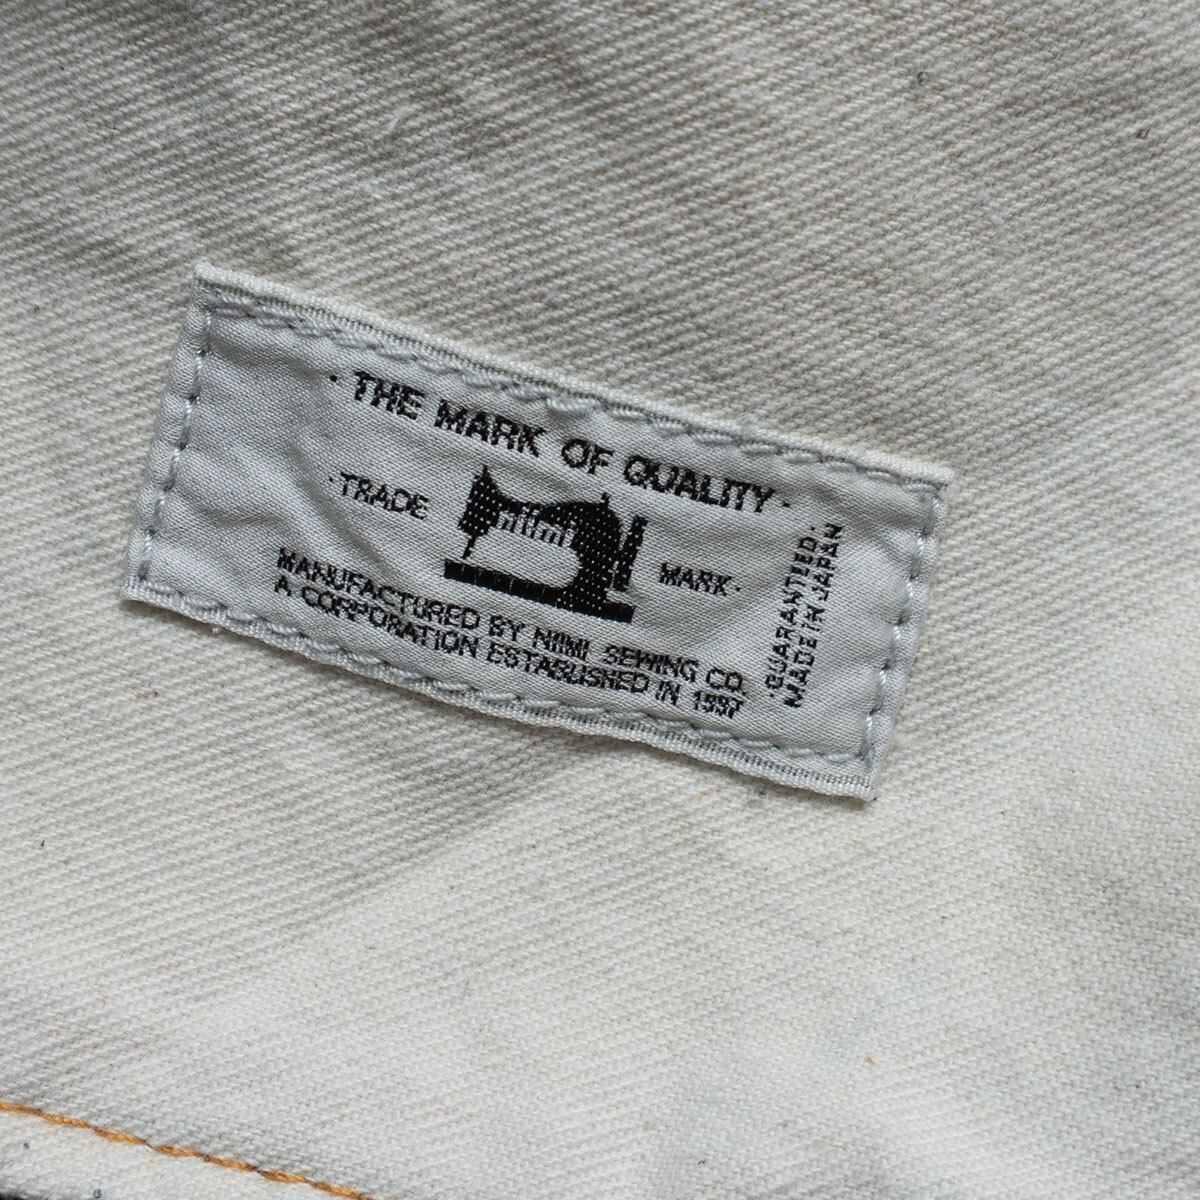 · THE MARK OF QUALITY ·
· TRADE MARK ·
MANUFACTURED BY NIIMI SEWING CO.
A CORPORATION ESTABLISHED IN 1997
· GUARANTEED ·
MADE IN JAPAN